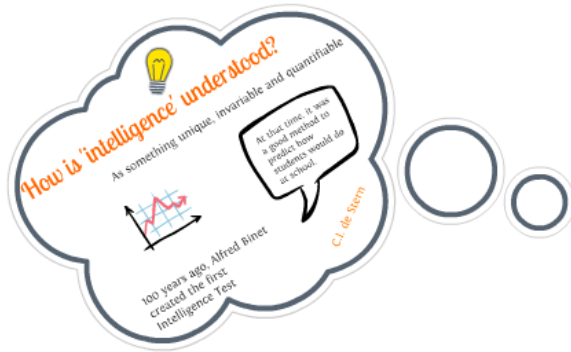 How is 'intelligence' understood?
As something unique, invariable and quantifiable
At that time, it was
a good method to
predict how
students would do
at school.
100 years ago, Alfred Binet
created the first
Intelligence Test
C.I. de Stern